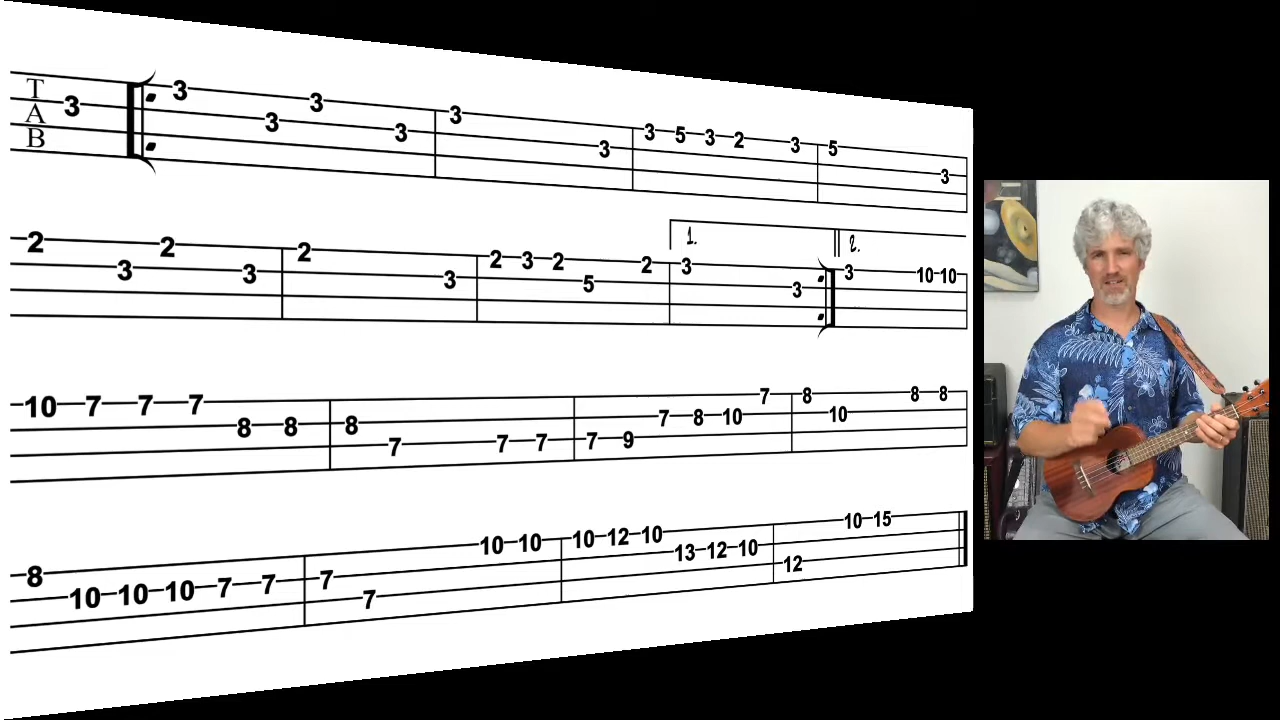 T
A
B
3 3 3 3 3 3 3 3 5 3 2 3 5 3
1. 2.
2 3 2 3 2 3 2 3 2 5 2 3 3 3 10 10
10 7 7 7 8 8 8 7 7 7 7 9 7 8 10 7 8 10 8 8
8 10 10 10 7 7 7 7 10 10 10 12 10 13 12 10 12 10 15